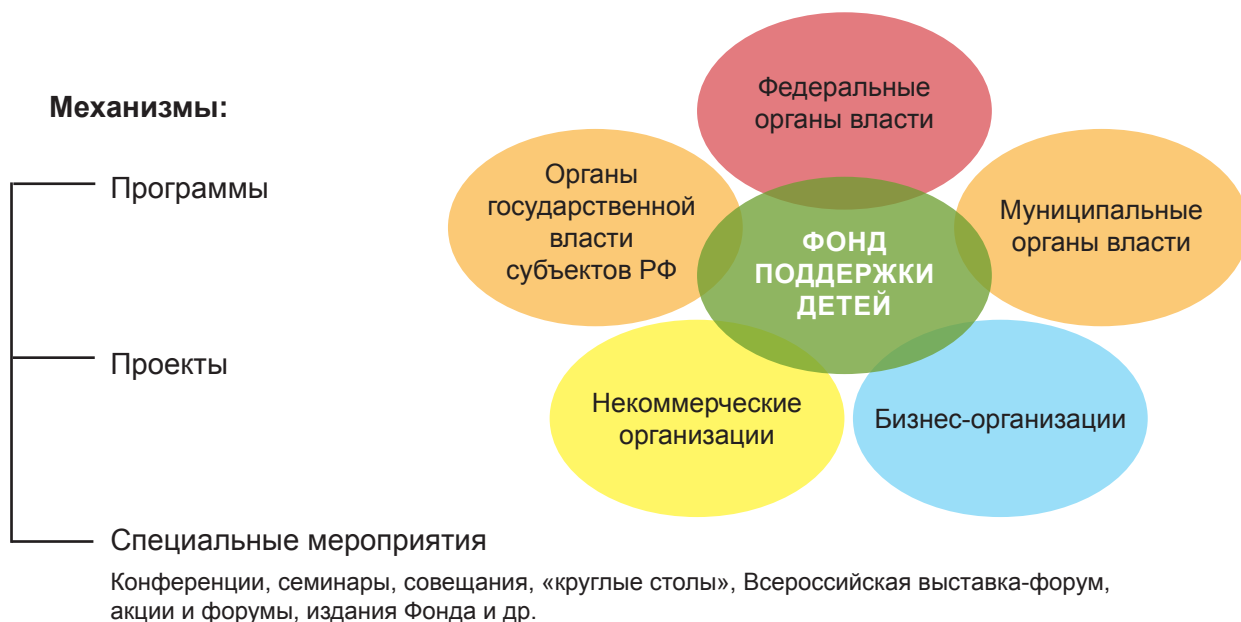 Механизмы:
Программы
Проекты
Специальные мероприятия
Конференции, семинары, совещания, «круглые столы», Всероссийская выставка-форум,
акции и форумы, издания Фонда и др.
Федеральные
органы власти
Органы
государственной
власти
субъектов РФ
Муниципальные
органы власти
ФОНД
ПОДДЕРЖКИ
ДЕТЕЙ
Некоммерческие
организации
Бизнес-организации